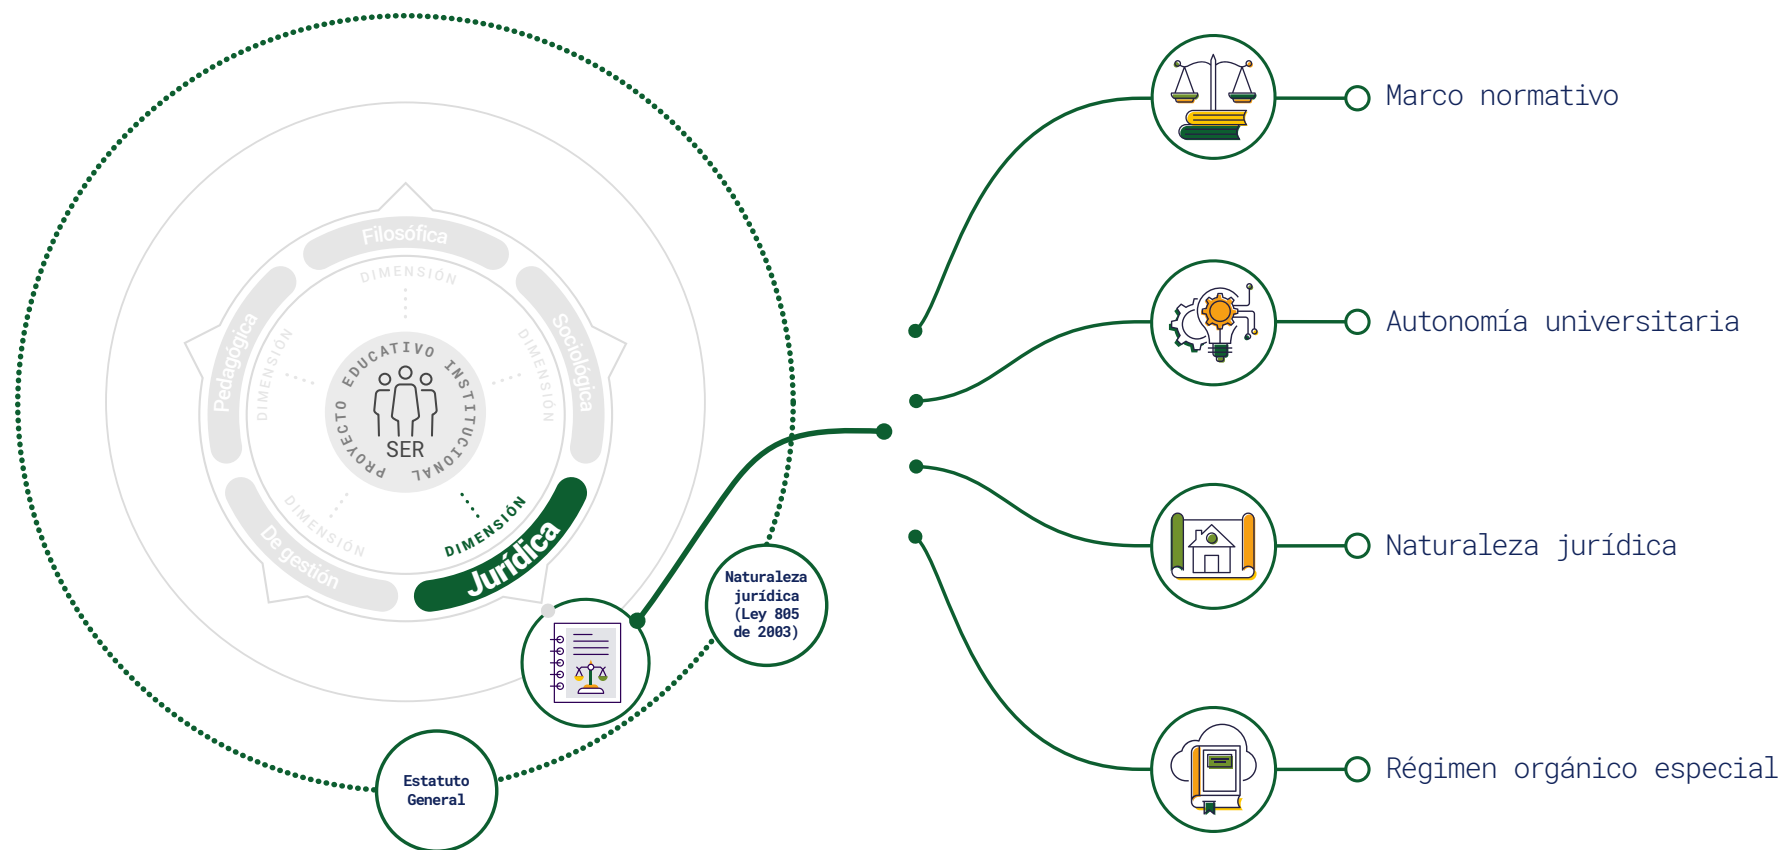 Filosófica
DIMENSIÓN
Pedagógica
DIMENSIÓN
Sociológica
DIMENSIÓN
PROYECTO EDUCATIVO INSTITUCIONAL
SER
De gestión
DIMENSIÓN
Jurídica
DIMENSIÓN
Naturaleza
jurídica
(Ley 805
de 2003)
Estatuto
General
Marco normativo
Autonomía universitaria
Naturaleza jurídica
Régimen orgánico especial